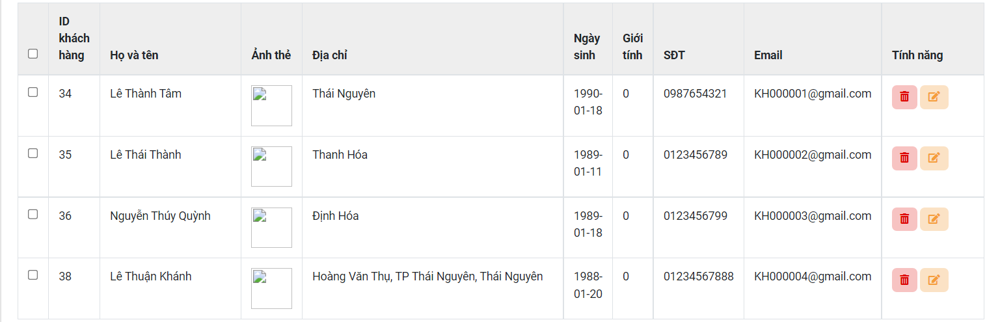 ID khách hàng Họ và tên Ảnh thẻ Địa chỉ Ngày sinh Giới tính SĐT Email Tính năng
34 Lê Thành Tâm Thái Nguyên 1990-01-18 0 0987654321 KH000001@gmail.com
35 Lê Thái Thành Thanh Hóa 1989-01-11 0 0123456789 KH000002@gmail.com
36 Nguyễn Thúy Quỳnh Định Hóa 1989-01-18 0 0123456799 KH000003@gmail.com
38 Lê Thuận Khánh Hoàng Văn Thụ, TP Thái Nguyên, Thái Nguyên 1988-01-20 0 01234567888 KH000004@gmail.com